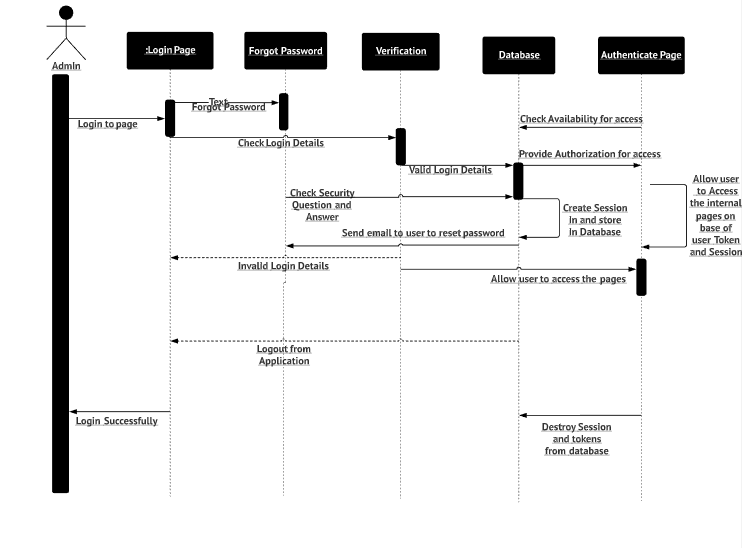 Admin
:Login Page
Forgot Password
Verification
Database
Authenticate Page
Text
Forgot Password
Login to page
Check Availability for access
Check Login Details
Provide Authorization for access
Valid Login Details
Allow user
to Access
the internal
pages on
base of
user Token
and Session
Check Security
Question and
Answer
Create Session
in and store
in Database
Send email to user to reset password
Invalid Login Details
Allow user to access the pages
Logout from
Application
Login Successfully
Destroy Session
and tokens
from database